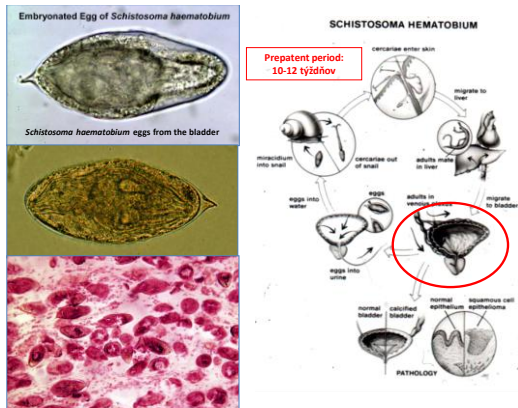 Embryonated Egg of Schistosoma haematobium
Schistosoma haematobium eggs from the bladder
SCHISTOSOMA HEMATOBIUM
Prepatent period:
10-12 týždňov
cercariae enter skin
migrate to
liver
adults mate
in liver
miracidium
into snail
cercariae out
of snail
migrate
to bladder
eggs
adults in
venous
eggs into
water
eggs into
urine
normal
bladder
calcified
bladder
normal
epithelium
squamous cell
epithelioma
PATHOLOGY